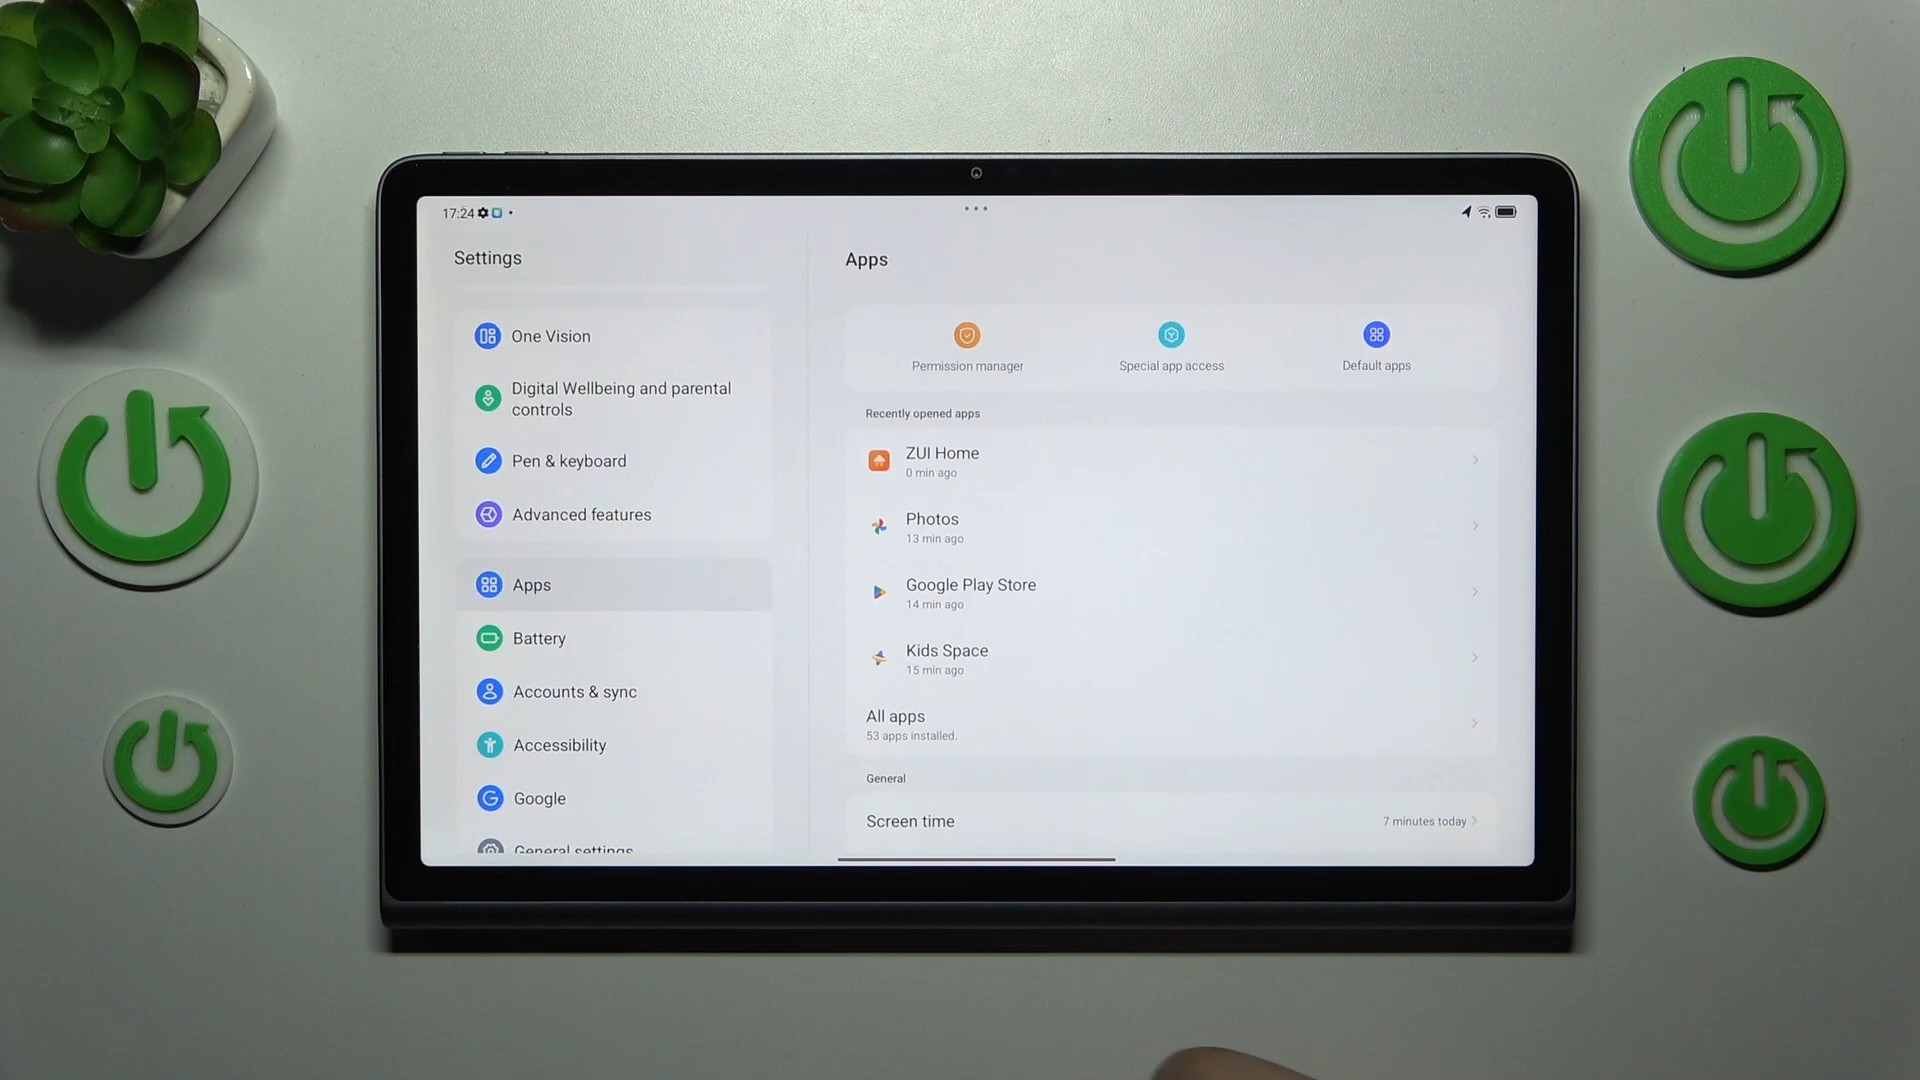 17:24
Settings
One Vision
Digital Wellbeing and parental
controls
Pen & keyboard
Advanced features
Apps
Battery
Accounts & sync
Accessibility
Google
General settings
Apps
Permission manager
Special app access
Default apps
Recently opened apps
ZUI Home
0 min ago
Photos
13 min ago
Google Play Store
14 min ago
Kids Space
15 min ago
All apps
53 apps installed.
General
Screen time
7 minutes today